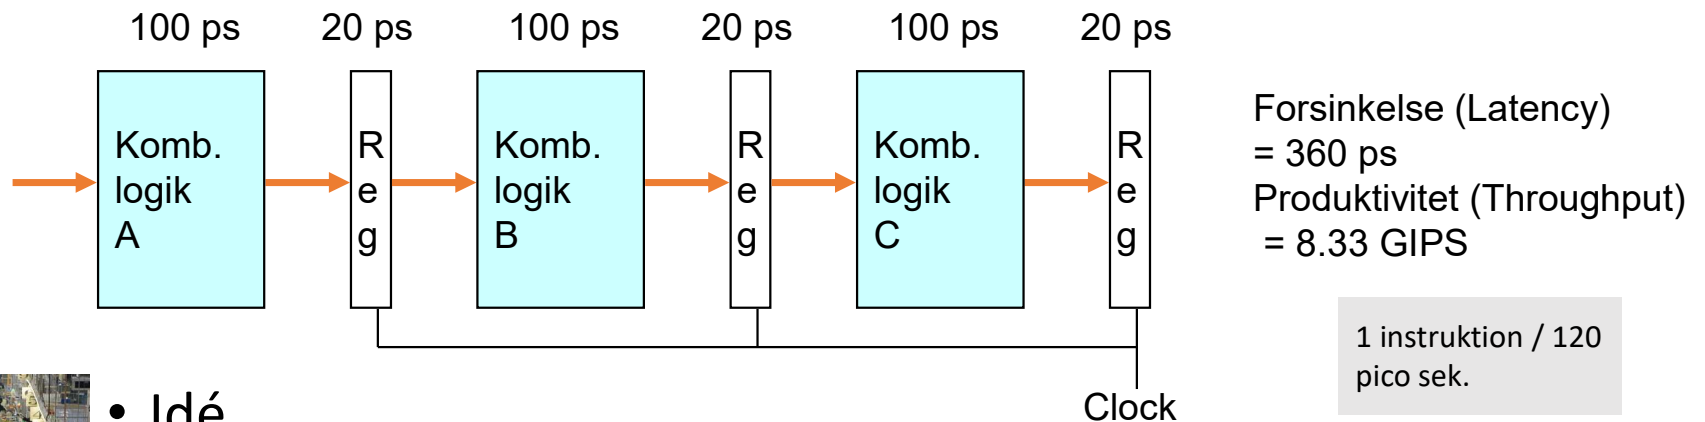 100 ps 20 ps 100 ps 20 ps 100 ps 20 ps
Komb.
logik
A
R
e
g
Komb.
logik
B
R
e
g
Komb.
logik
C
R
e
g
Forsinkelse (Latency)
= 360 ps
Produktivitet (Throughput)
= 8.33 GIPS
1 instruktion / 120
pico sek.
Clock
• Idé